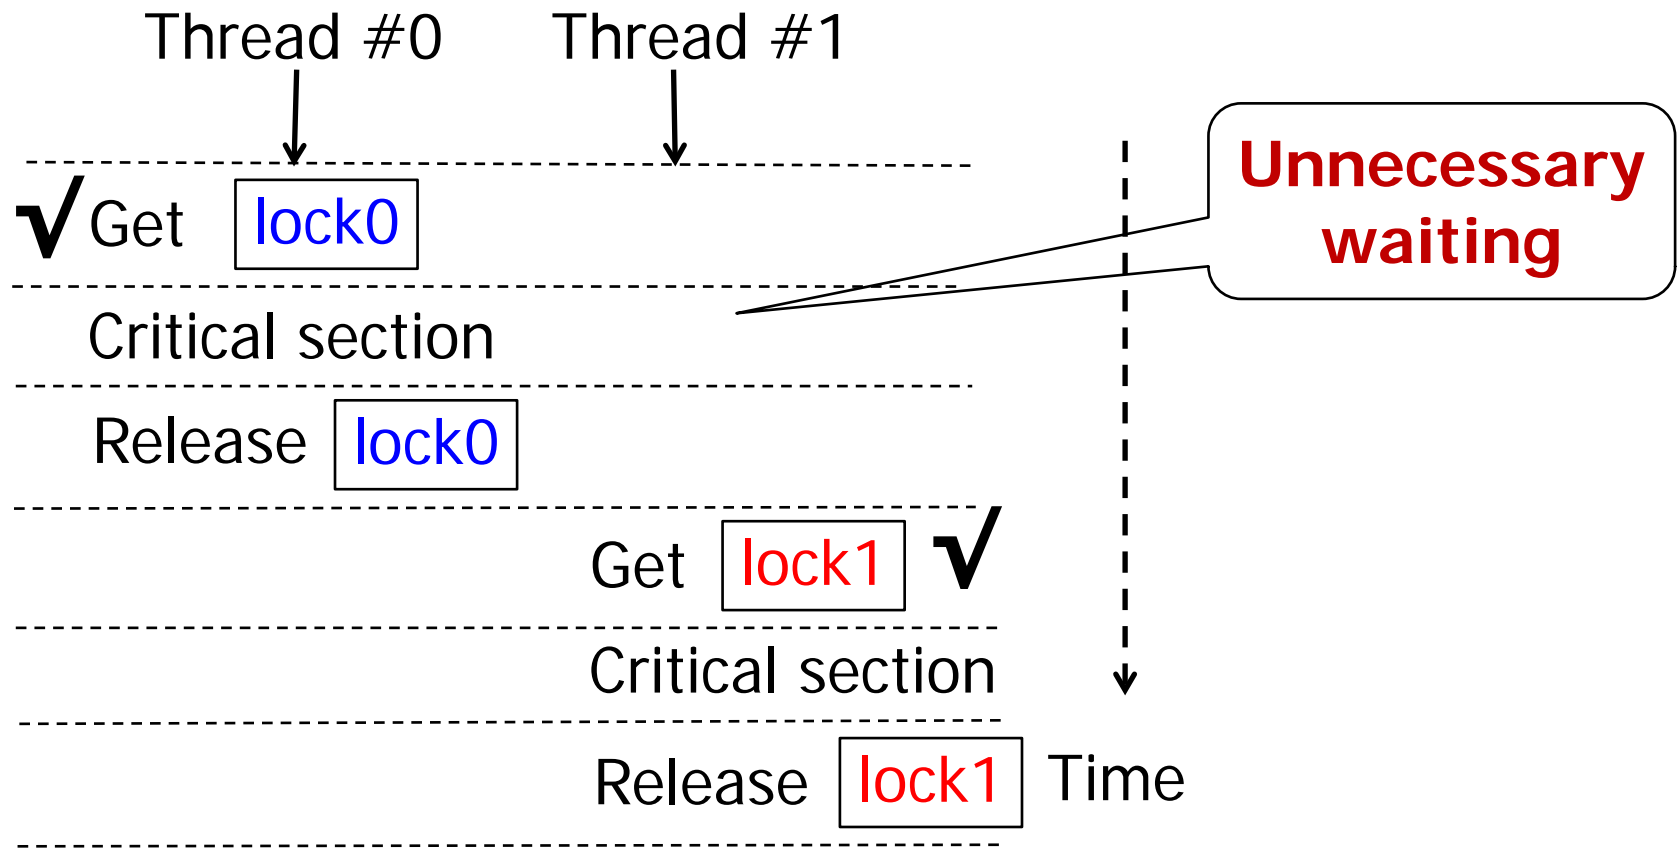 Thread #0 Thread #1
Unnecessary
waiting
√ Get lock0
Critical section
Release lock0
Get lock1 √
Critical section
Release lock1 Time